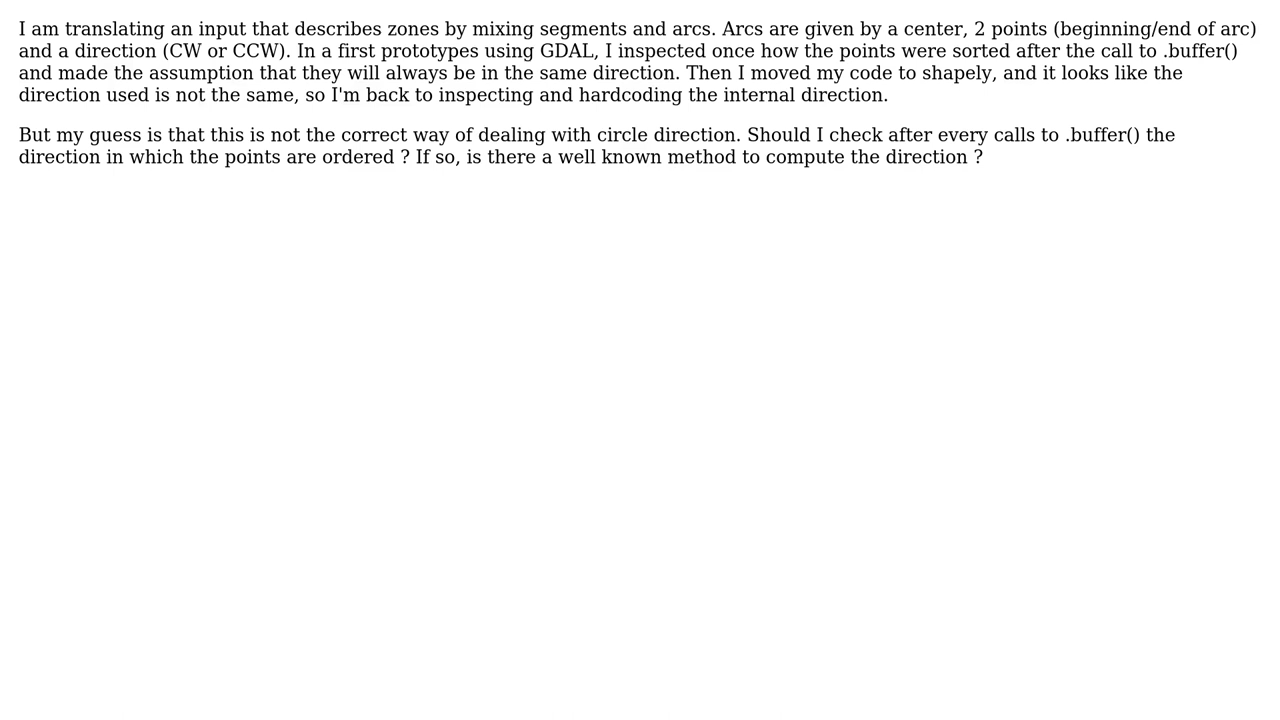 I am translating an input that describes zones by mixing segments and arcs. Arcs are given by a center, 2 points (beginning/end of arc)
and a direction (CW or CCW). In a first prototypes using GDAL, I inspected once how the points were sorted after the call to .buffer()
and made the assumption that they will always be in the same direction. Then I moved my code to shapely, and it looks like the
direction used is not the same, so I'm back to inspecting and hardcoding the internal direction.
But my guess is that this is not the correct way of dealing with circle direction. Should I check after every calls to .buffer() the
direction in which the points are ordered ? If so, is there a well known method to compute the direction ?